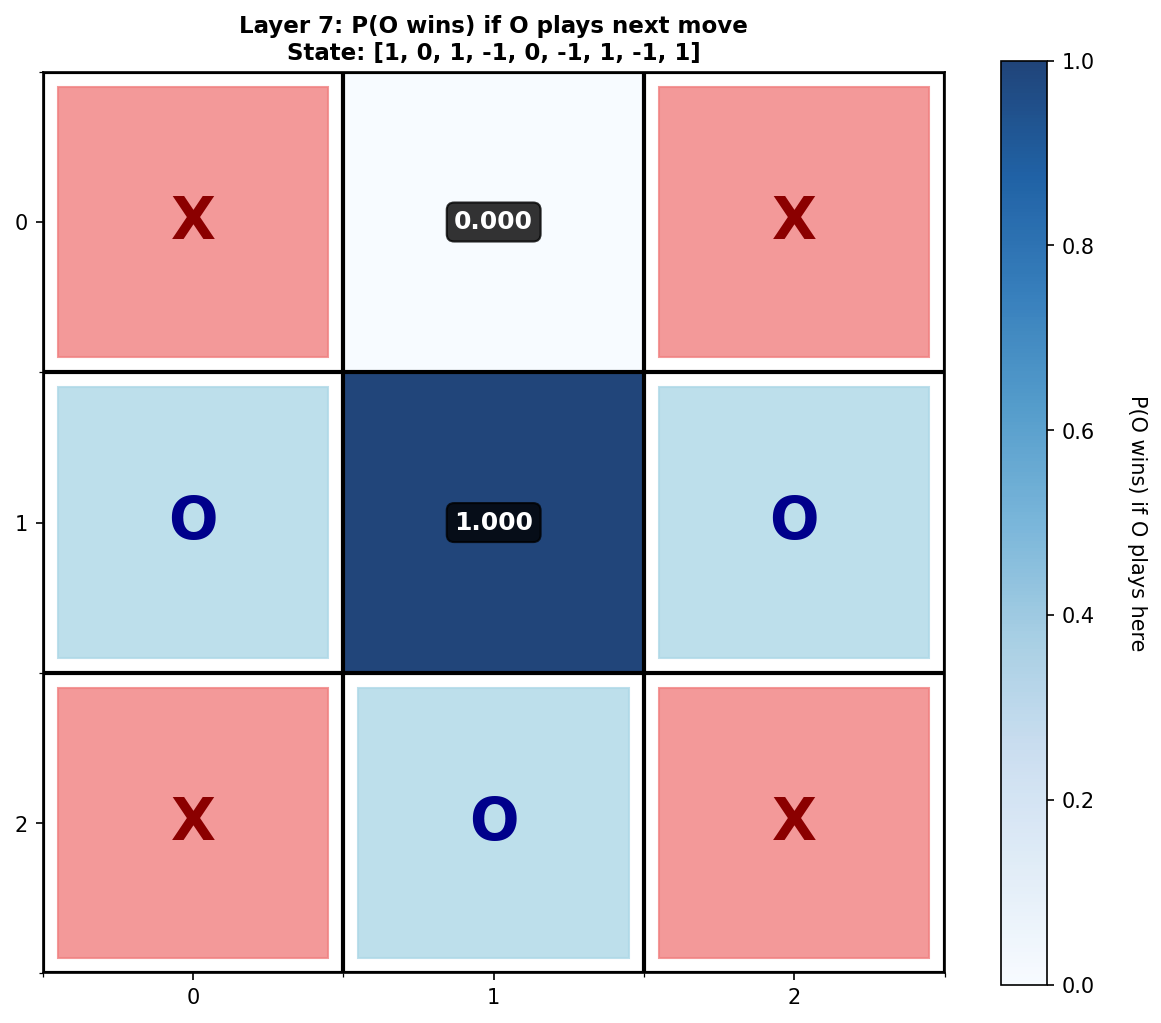 Layer 7: P(O wins) if O plays next move
State: [1, 0, 1, -1, 0, -1, 1, -1, 1]
X
0.000
X
0
O
1.000
O
1
X
O
X
2
0
1
2
1.0
0.8
0.6
0.4
0.2
0.0
P(O wins) if O plays here